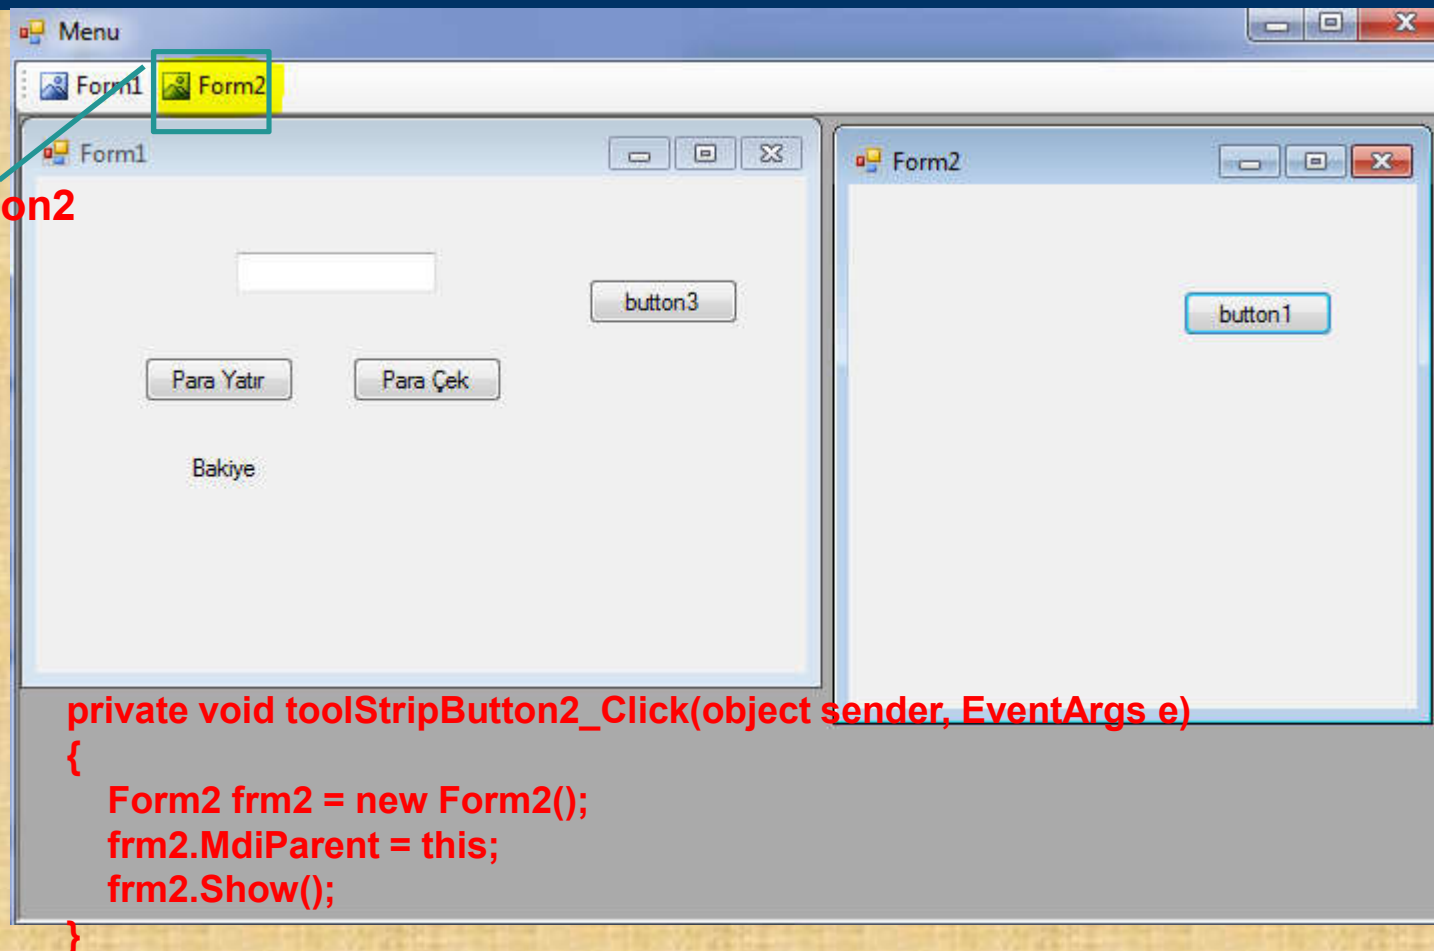 Menu
Form1 Form2
Form1
Form2
on2
button3
button1
Para Yatır Para Çek
Bakiye
private void toolStripButton2_Click(object sender, EventArgs e)
{
Form2 frm2 = new Form2();
frm2.MdiParent = this;
frm2.Show();
}